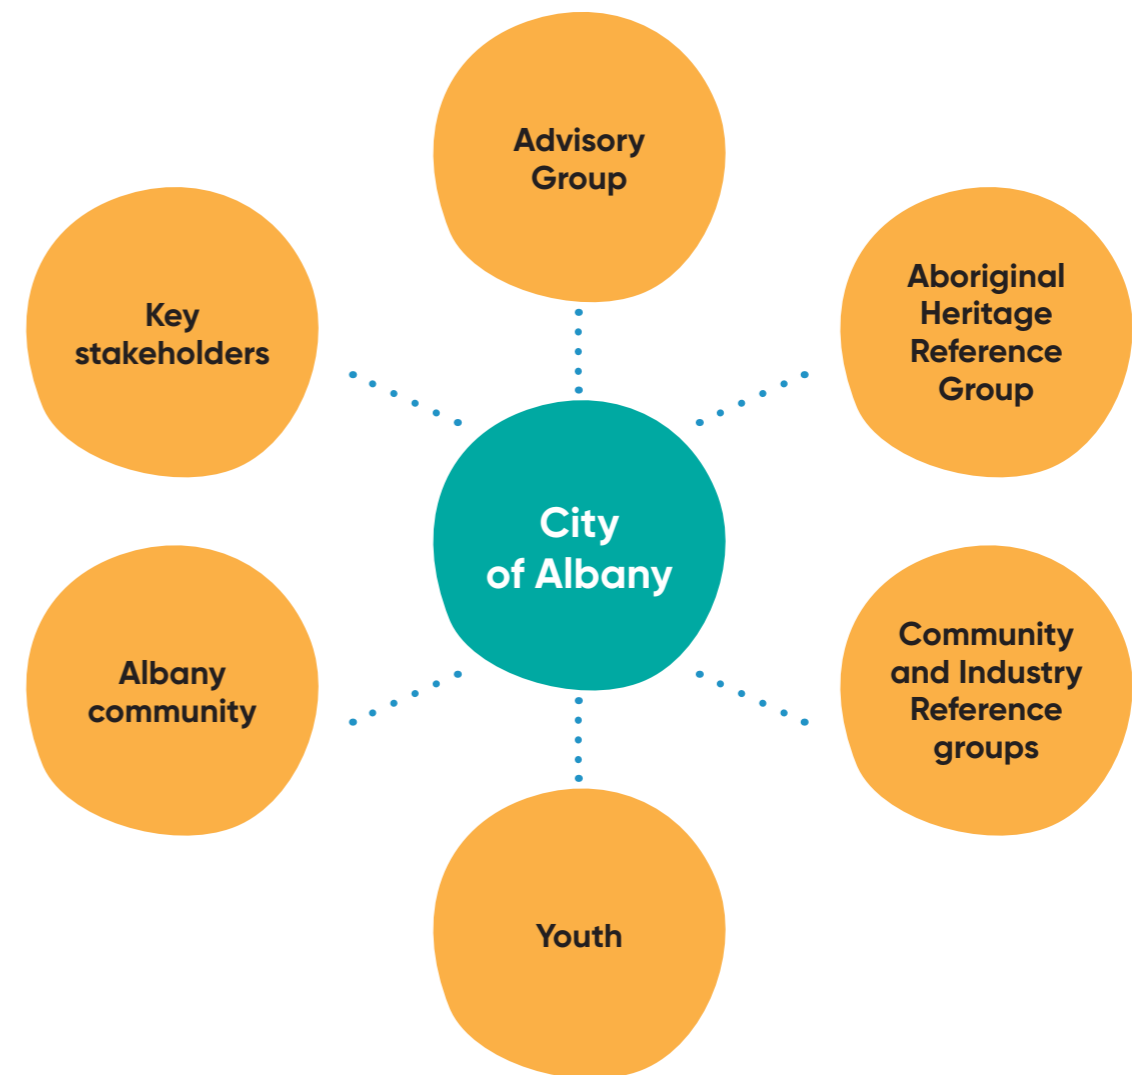 Advisory
Group
Key
stakeholders
Aboriginal
Heritage
Reference
Group
City
of Albany
Albany
community
Community
and Industry
Reference
groups
Youth